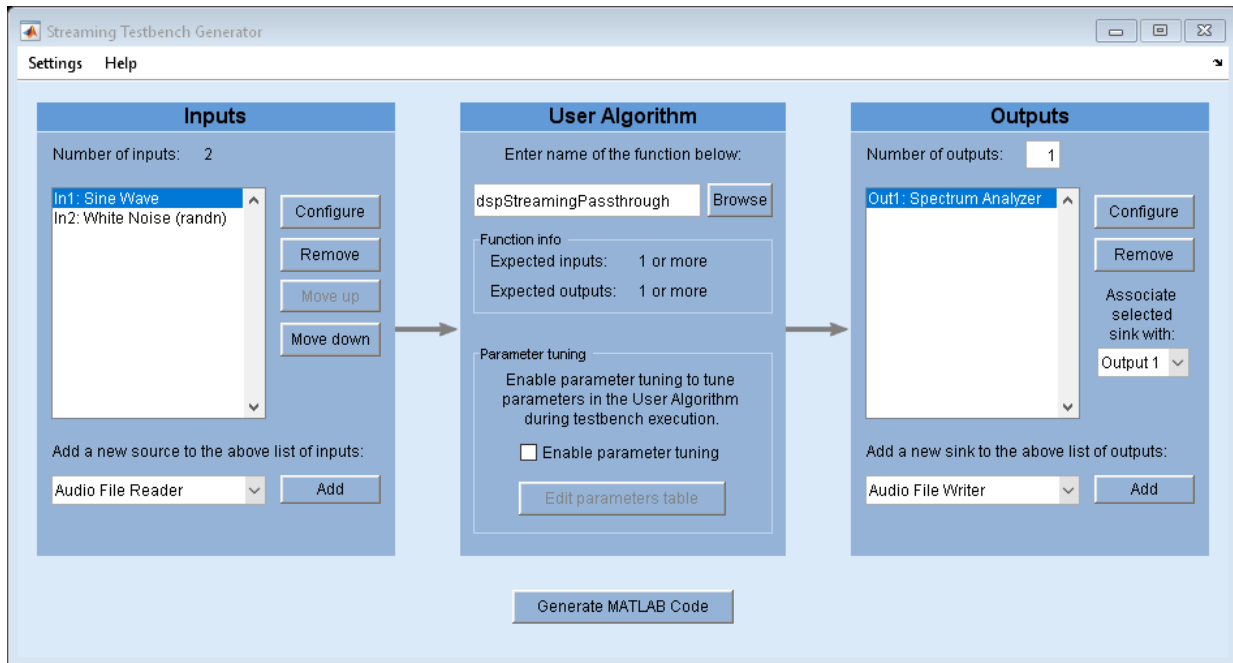 Streaming Testbench Generator
Settings Help
Inputs
Number of inputs: 2
In1: Sine Wave
In2: White Noise (randn)
Configure
Remove
Move up
Move down
Add a new source to the above list of inputs:
Audio File Reader
Add
User Algorithm
Enter name of the function below:
dspStreamingPassthrough
Browse
Function info
Expected inputs: 1 or more
Expected outputs: 1 or more
Parameter tuning
Enable parameter tuning to tune
parameters in the User Algorithm
during testbench execution.
Enable parameter tuning
Edit parameters table
Outputs
Number of outputs: 1
Out1: Spectrum Analyzer
Configure
Remove
Associate
selected
sink with:
Output 1
Add a new sink to the above list of outputs:
Audio File Writer
Add
Generate MATLAB Code